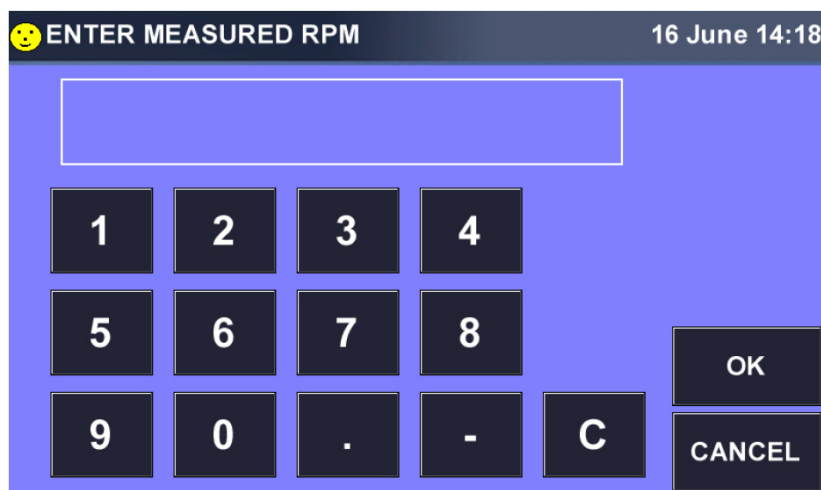 ENTER MEASURED RPM 16 June 14:18
1 2 3 4
5 6 7 8
OK
9 0 . - C
CANCEL